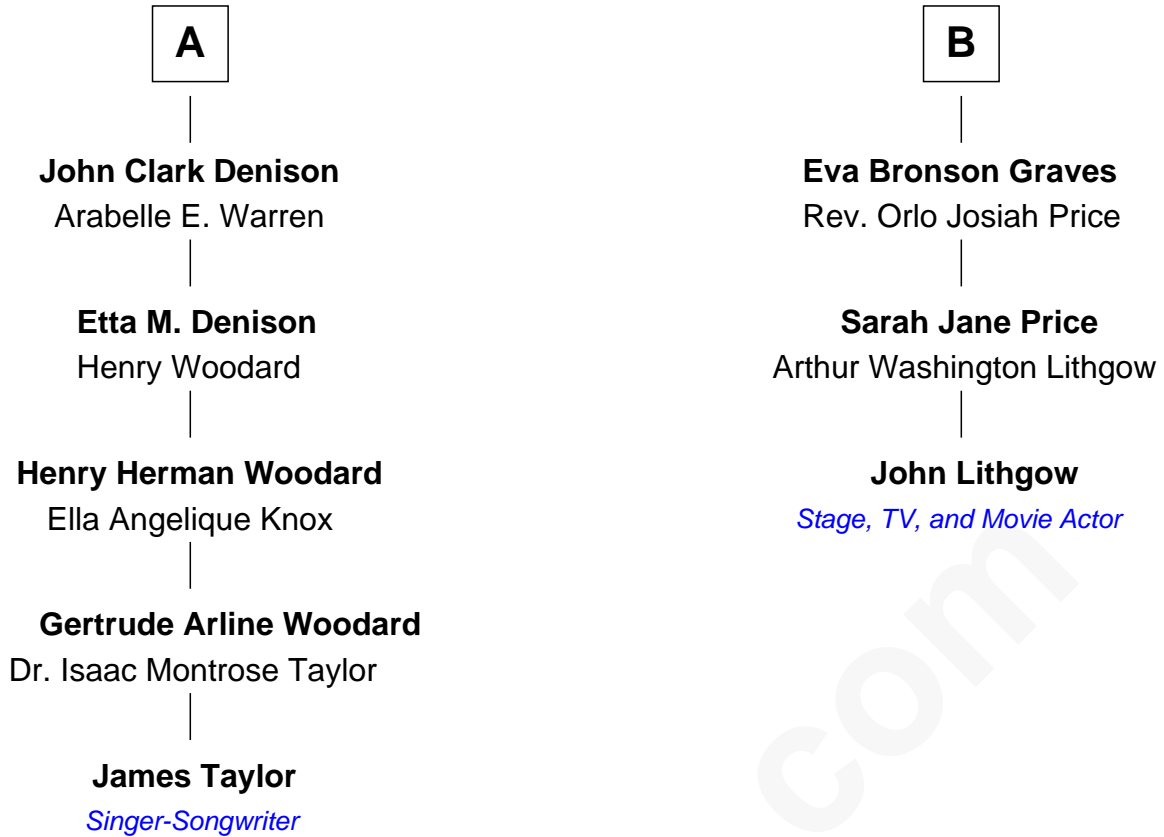 A
John Clark Denison
Arabelle E. Warren
Etta M. Denison
Henry Woodard
Henry Herman Woodard
Ella Angelique Knox
Gertrude Arline Woodard
Dr. Isaac Montrose Taylor
James Taylor
Singer-Songwriter
B
Eva Bronson Graves
Rev. Orlo Josiah Price
Sarah Jane Price
Arthur Washington Lithgow
John Lithgow
Stage, TV, and Movie Actor
com